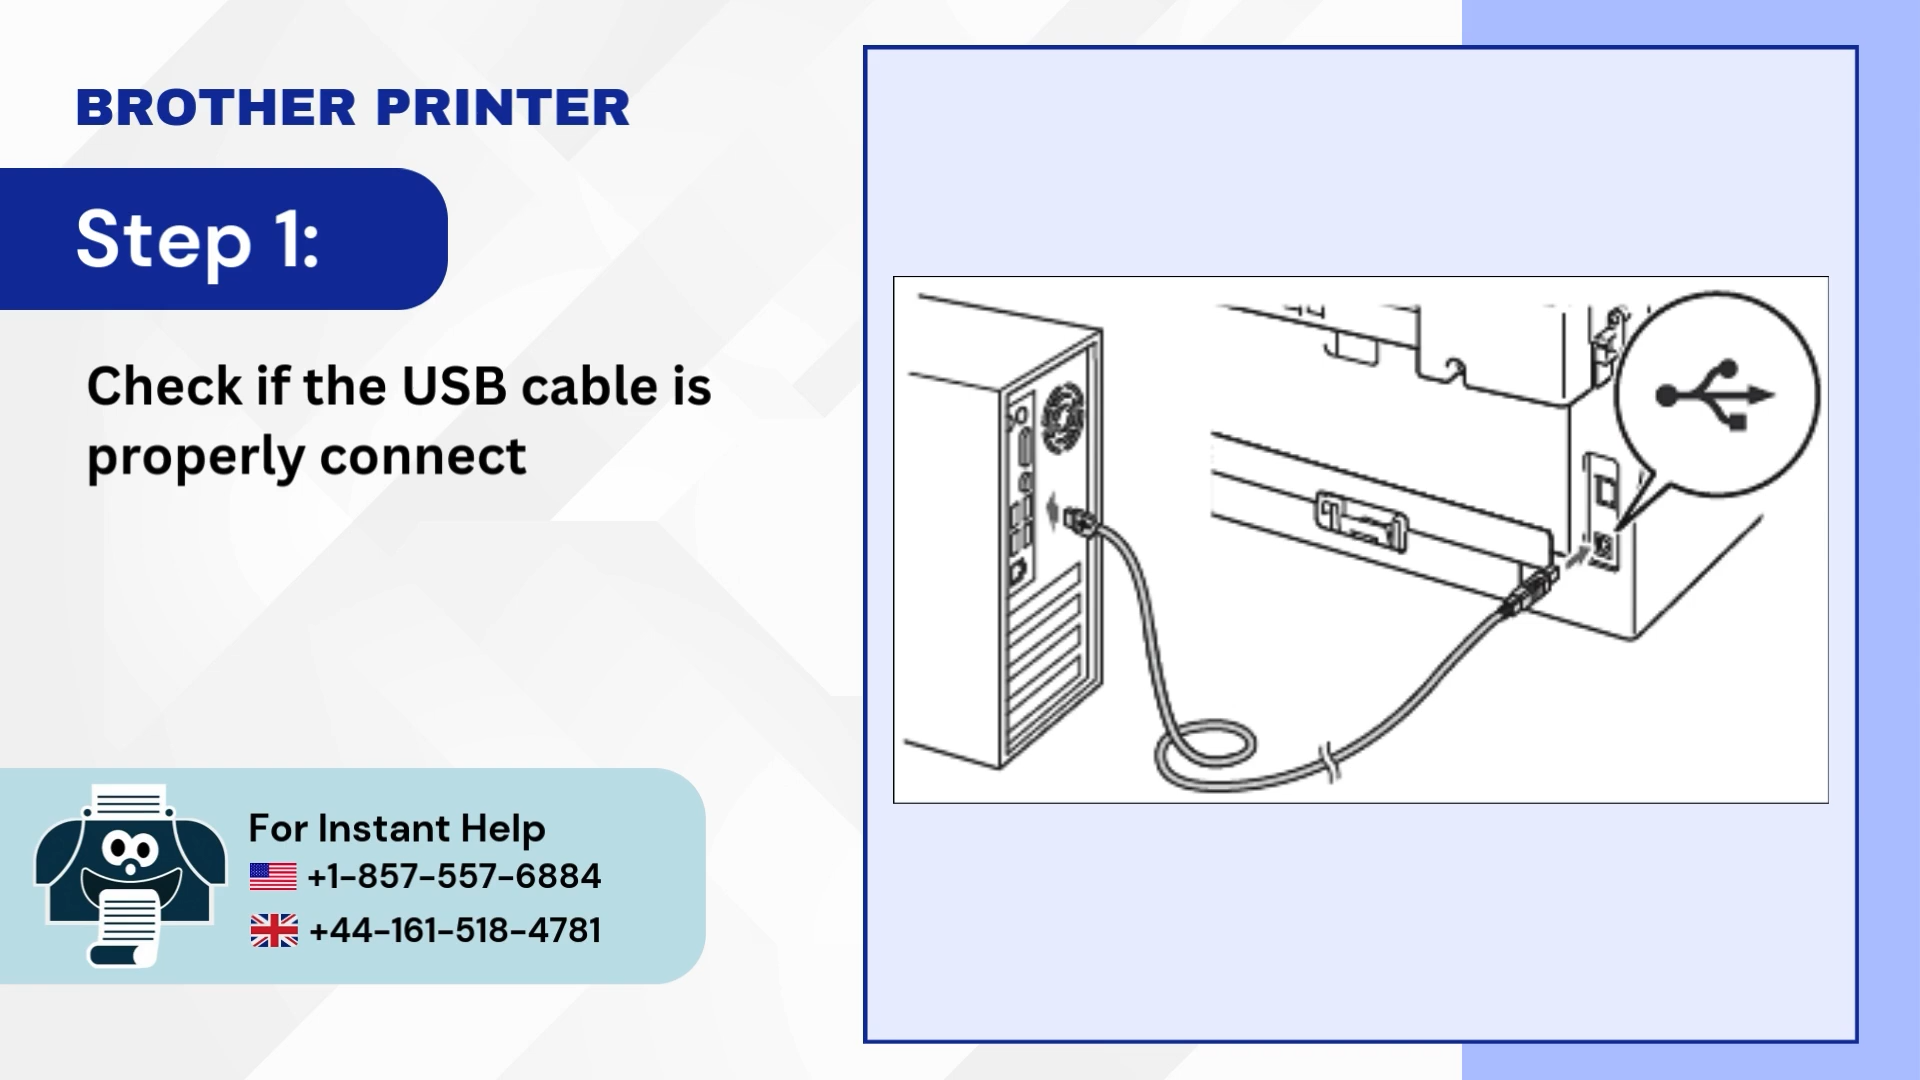 BROTHER PRINTER
Step 1:
Check if the USB cable is
properly connect
For Instant Help
+1-857-557-6884
+44-161-518-4781